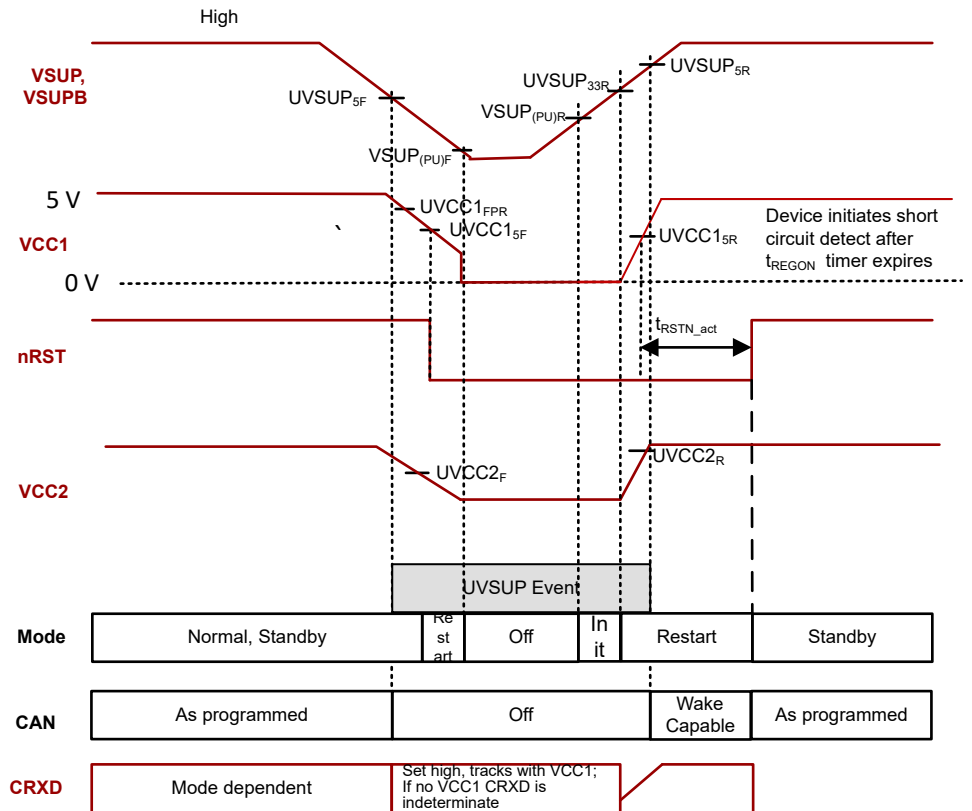 High
VSUP,
VSUPB
UVSUP5F
VSUP(PU)F
VSUP(PU)R
UVSUP33R
UVSUP5R
5 V
VCC1
0 V
UVCC1FPR
UVCC15F
`
UVCC15R
Device initiates short
circuit detect after
tREGON timer expires
nRST
tRSTN_act
VCC2
UVCC2F
UVCC2R
UVSUP Event
Mode
Normal, Standby
Re
st
art
Off
In
it
Restart
Standby
CAN
As programmed
Off
Wake
Capable
As programmed
CRXD
Mode dependent
Set high, tracks with VCC1;
If no VCC1 CRXD is
indeterminate